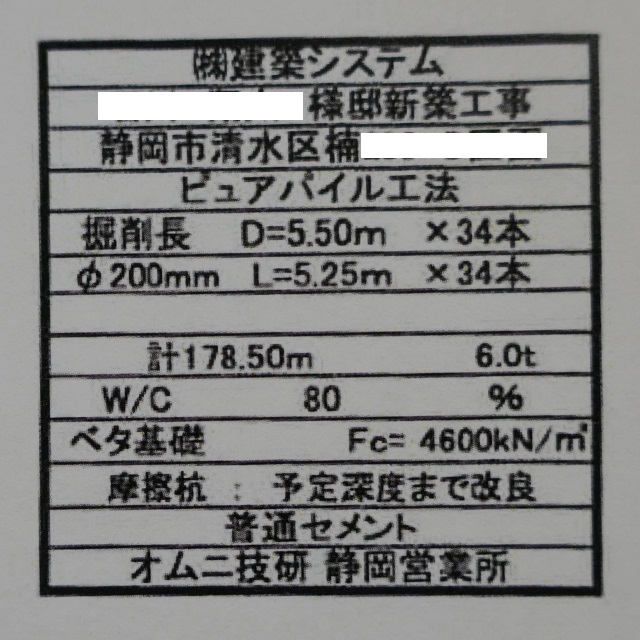 ㈱建築システム
様邸新築工事
静岡市清水区楠
ピュアパイル工法
掘削長 D=5.50m ×34本
φ200mm L=5.25m ×34本
計178.50m 6.0t
W/C 80 %
ベタ基礎 Fc= 4600kN/㎡
摩擦杭 : 予定深度まで改良
普通セメント
オムニ技研 静岡営業所